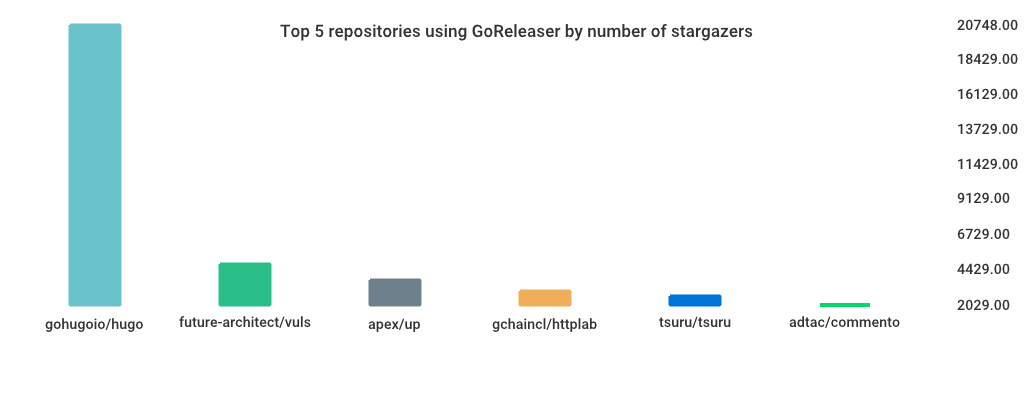 Top 5 repositories using GoReleaser by number of stargazers
20748.00
18429.00
16129.00
13729.00
11429.00
9129.00
6729.00
4429.00
2029.00
gohugoio/hugo
future-architect/vuls
apex/up
gchaincl/httplab
tsuru/tsuru
adtac/commento